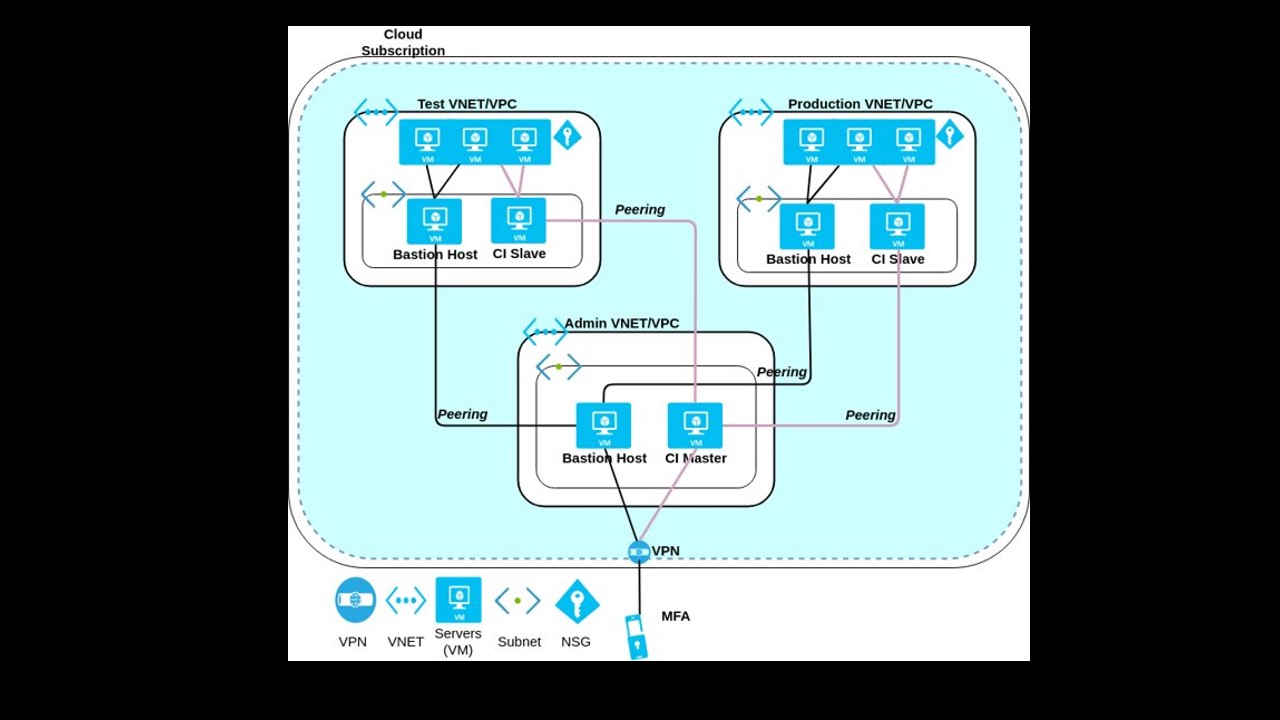 Cloud
Subscription
Test VNET/VPC
Production VNET/VPC
VM
VM
VM
VM
VM
VM
VM
VM
VM
VM
Bastion Host
CI Slave
Bastion Host
CI Slave
Peering
Admin VNET/VPC
Peering
Peering
Peering
VM
VM
Bastion Host
CI Master
VPN
VM
MFA
VPN
VNET
Servers
(VM)
Subnet
NSG